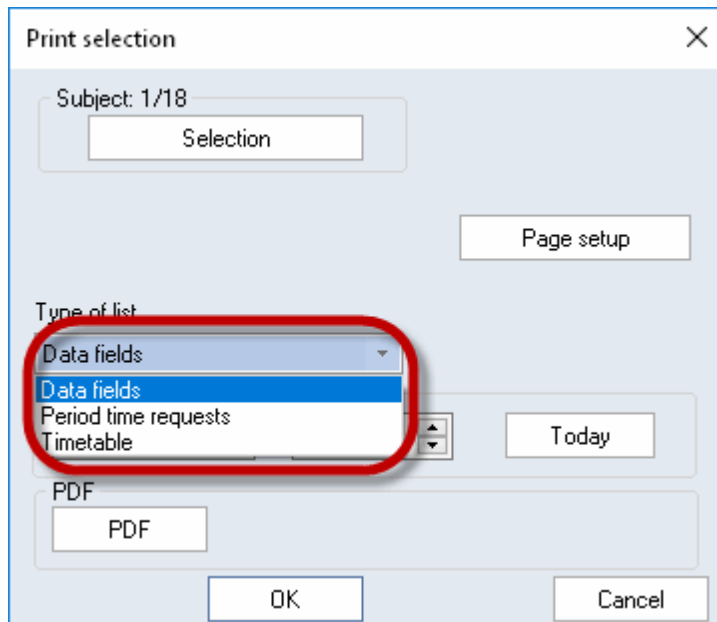 Print selection
Subject: 1/18
Selection
Page setup
Type of list
Data fields
Data fields
Period time requests
Timetable
Today
PDF
PDF
OK
Cancel